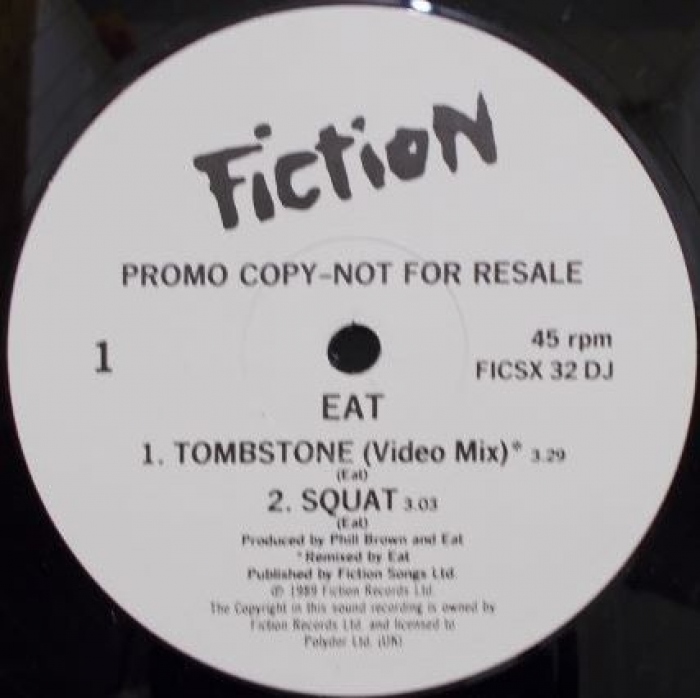 Fiction
PROMO COPY-NOT FOR RESALE
1
45 rpm
FICSX 32 DJ
EAT
1. TOMBSTONE (Video Mix)* 3.29
(Eat)
2. SQUAT 3.03
(Eat)
Produced by Phill Brown and Eat
*Remixed by Eat
Published by Fiction Songs Ltd.
℗ 1989 Fiction Records Ltd.
The Copyright in this sound recording is owned by
Fiction Records Ltd. and licensed to
Polydor Ltd. (UK)